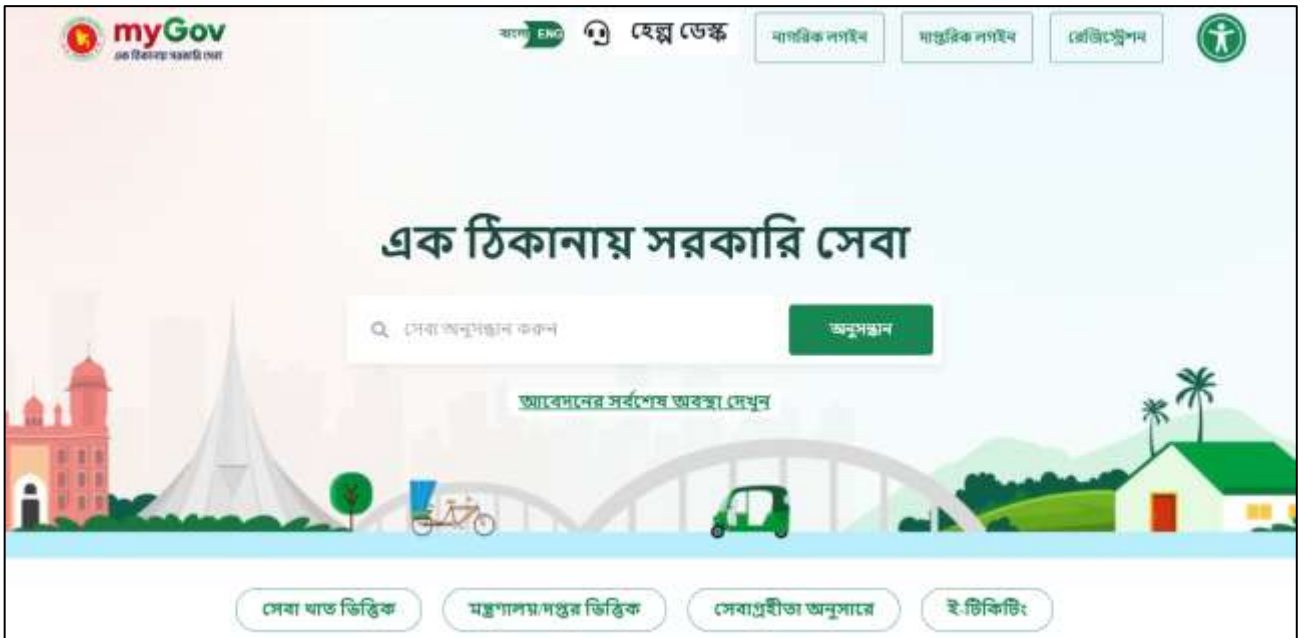 myGov
এক ঠিকানায় সরকারি সেবা
বাংলা ENG
হেল্প ডেস্ক
নাগরিক লগইন
দাপ্তরিক লগইন
রেজিস্ট্রেশন
এক ঠিকানায় সরকারি সেবা
সেবা অনুসন্ধান করুন
অনুসন্ধান
আবেদনের সর্বশেষ অবস্থা দেখুন
সেবা খাত ভিত্তিক
মন্ত্রণালয়/দপ্তর ভিত্তিক
সেবাগ্রহীতা অনুসারে
ই-টিকিটিং